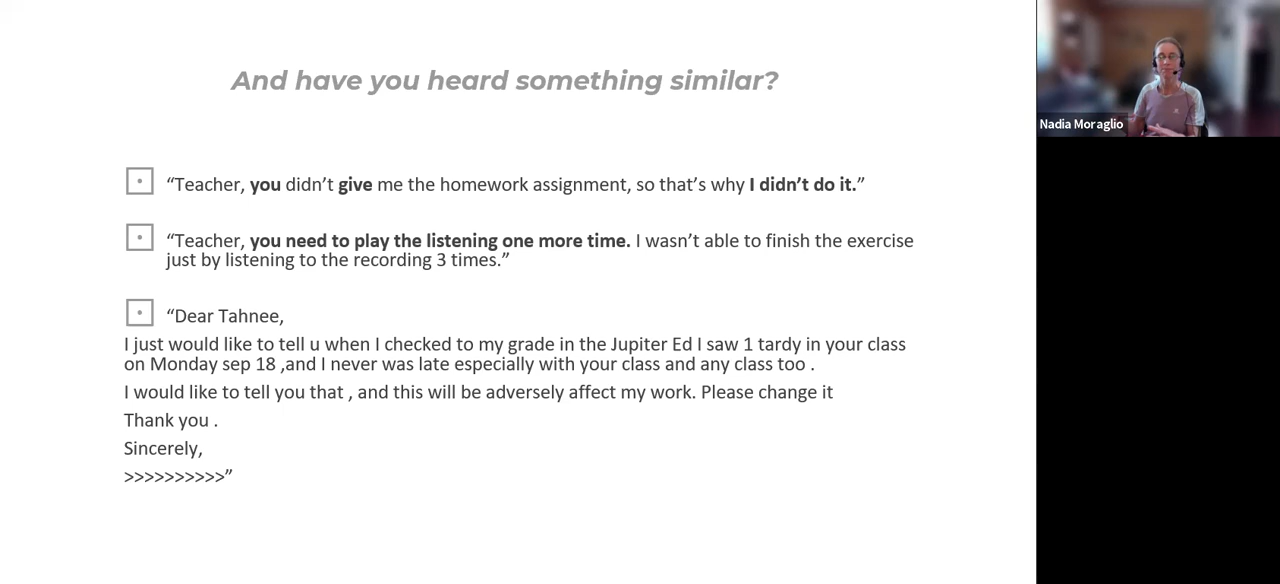 And have you heard something similar?
“Teacher, you didn’t give me the homework assignment, so that’s why I didn’t do it.”
“Teacher, you need to play the listening one more time. I wasn’t able to finish the exercise
just by listening to the recording 3 times.”
“Dear Tahnee,
I just would like to tell u when I checked to my grade in the Jupiter Ed I saw 1 tardy in your class
on Monday sep 18 ,and I never was late especially with your class and any class too .
I would like to tell you that , and this will be adversely affect my work. Please change it
Thank you .
Sincerely,
>>>>>>>>>>”
Nadia Moraglio